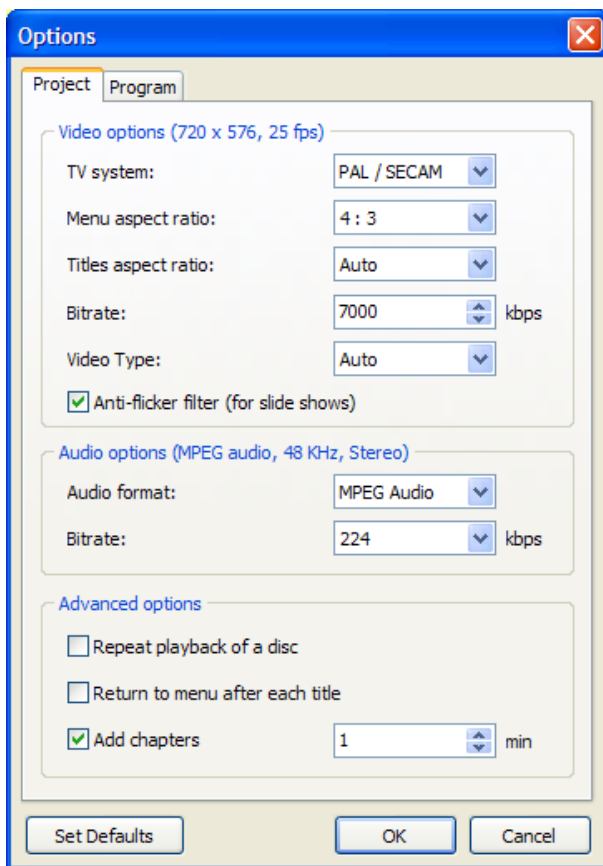 Options
Project Program
Video options (720 x 576, 25 fps)
TV system: PAL / SECAM
Menu aspect ratio: 4 : 3
Titles aspect ratio: Auto
Bitrate: 7000 kbps
Video Type: Auto
Anti-flicker filter (for slide shows)
Audio options (MPEG audio, 48 KHz, Stereo)
Audio format: MPEG Audio
Bitrate: 224 kbps
Advanced options
Repeat playback of a disc
Return to menu after each title
Add chapters 1 min
Set Defaults OK Cancel